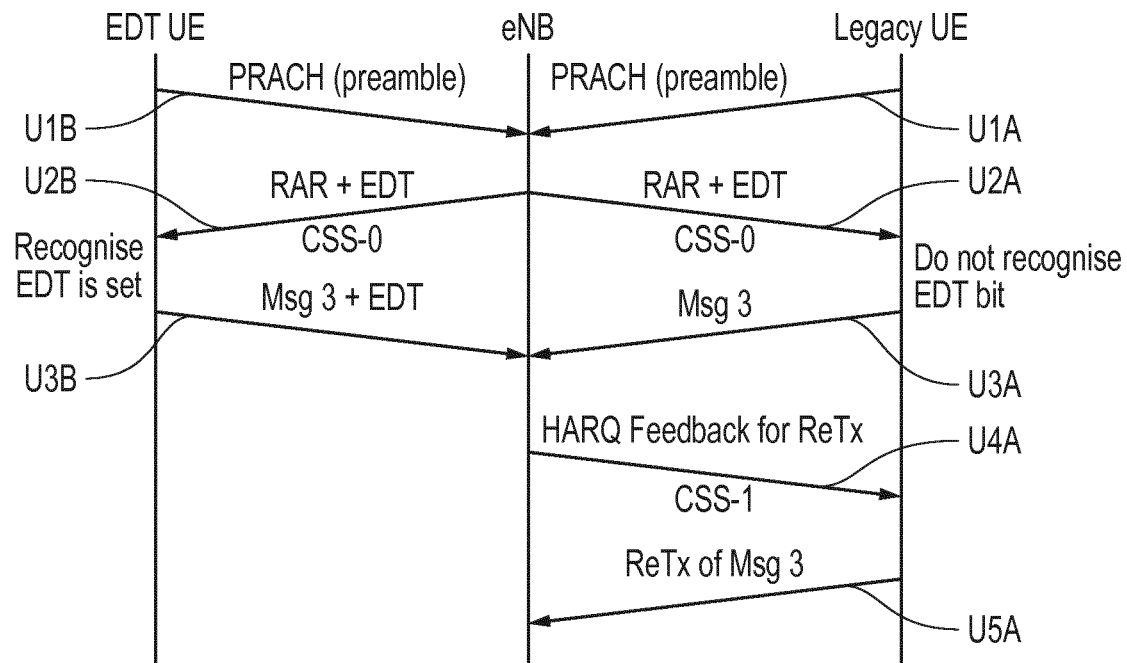 EDT UE eNB Legacy UE
PRACH (preamble) PRACH (preamble)
U1B U1A
U2B RAR + EDT RAR + EDT U2A
CSS-0 CSS-0
Recognise
EDT is set
Do not recognise
EDT bit
Msg 3 + EDT Msg 3
U3B U3A
HARQ Feedback for ReTx U4A
CSS-1
ReTx of Msg 3
U5A